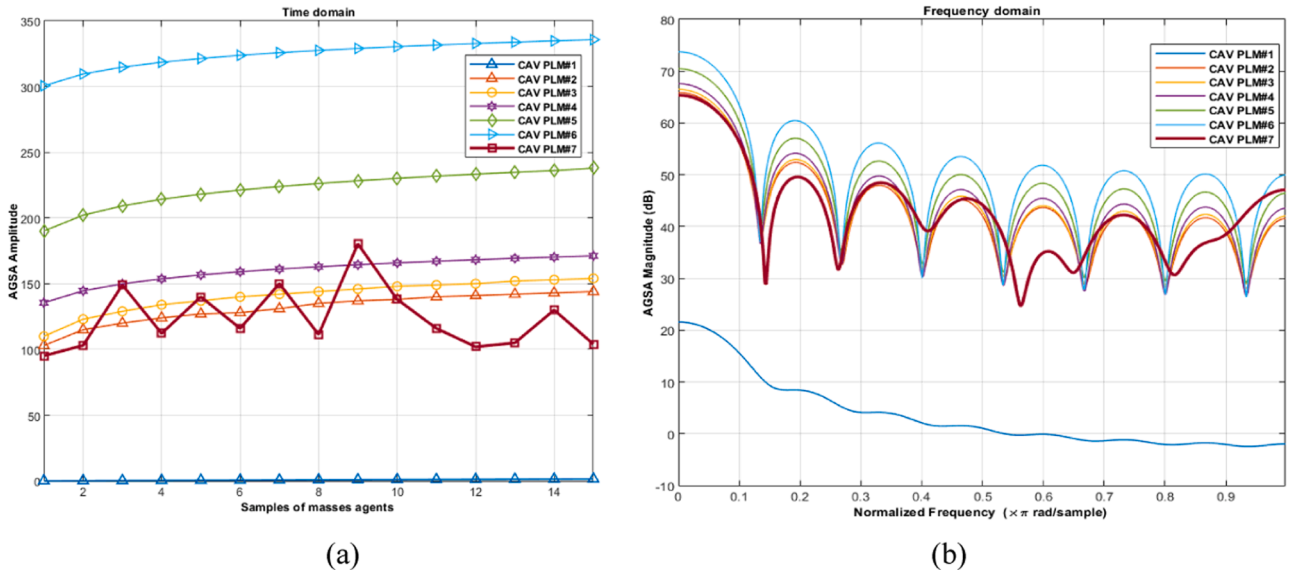 Time domain
350
300
250
200
150
100
50
0
AGSA Amplitude
2 4 6 8 10 12 14
Samples of masses agents
CAV PLM#1
CAV PLM#2
CAV PLM#3
CAV PLM#4
CAV PLM#5
CAV PLM#6
CAV PLM#7
(a)
Frequency domain
80
70
60
50
40
30
20
10
0
-10
AGSA Magnitude (dB)
0 0.1 0.2 0.3 0.4 0.5 0.6 0.7 0.8 0.9
Normalized Frequency (×π rad/sample)
CAV PLM#1
CAV PLM#2
CAV PLM#3
CAV PLM#4
CAV PLM#5
CAV PLM#6
CAV PLM#7
(b)